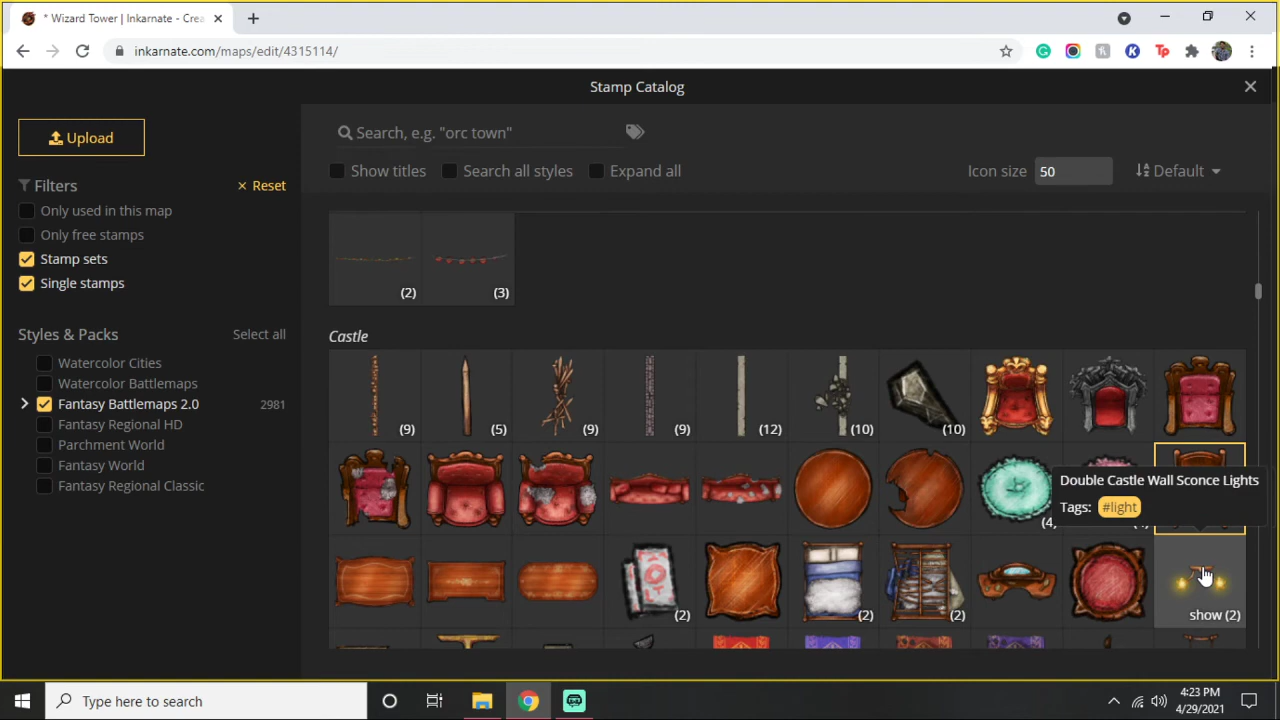 * Wizard Tower | Inkarnate - Crea
inkarnate.com/maps/edit/4315114/
Stamp Catalog
Upload
Search, e.g. "orc town"
Show titles
Search all styles
Expand all
Icon size
50
Default
Filters
Reset
Only used in this map
Only free stamps
Stamp sets
Single stamps
Styles & Packs
Select all
Watercolor Cities
Watercolor Battlemaps
Fantasy Battlemaps 2.0
2981
Fantasy Regional HD
Parchment World
Fantasy World
Fantasy Regional Classic
(2)
(3)
Castle
(9)
(5)
(9)
(9)
(12)
(10)
(10)
Double Castle Wall Sconce Lights
Tags: #light
(4)
(2)
(2)
(2)
show (2)
Type here to search
4:23 PM
4/29/2021